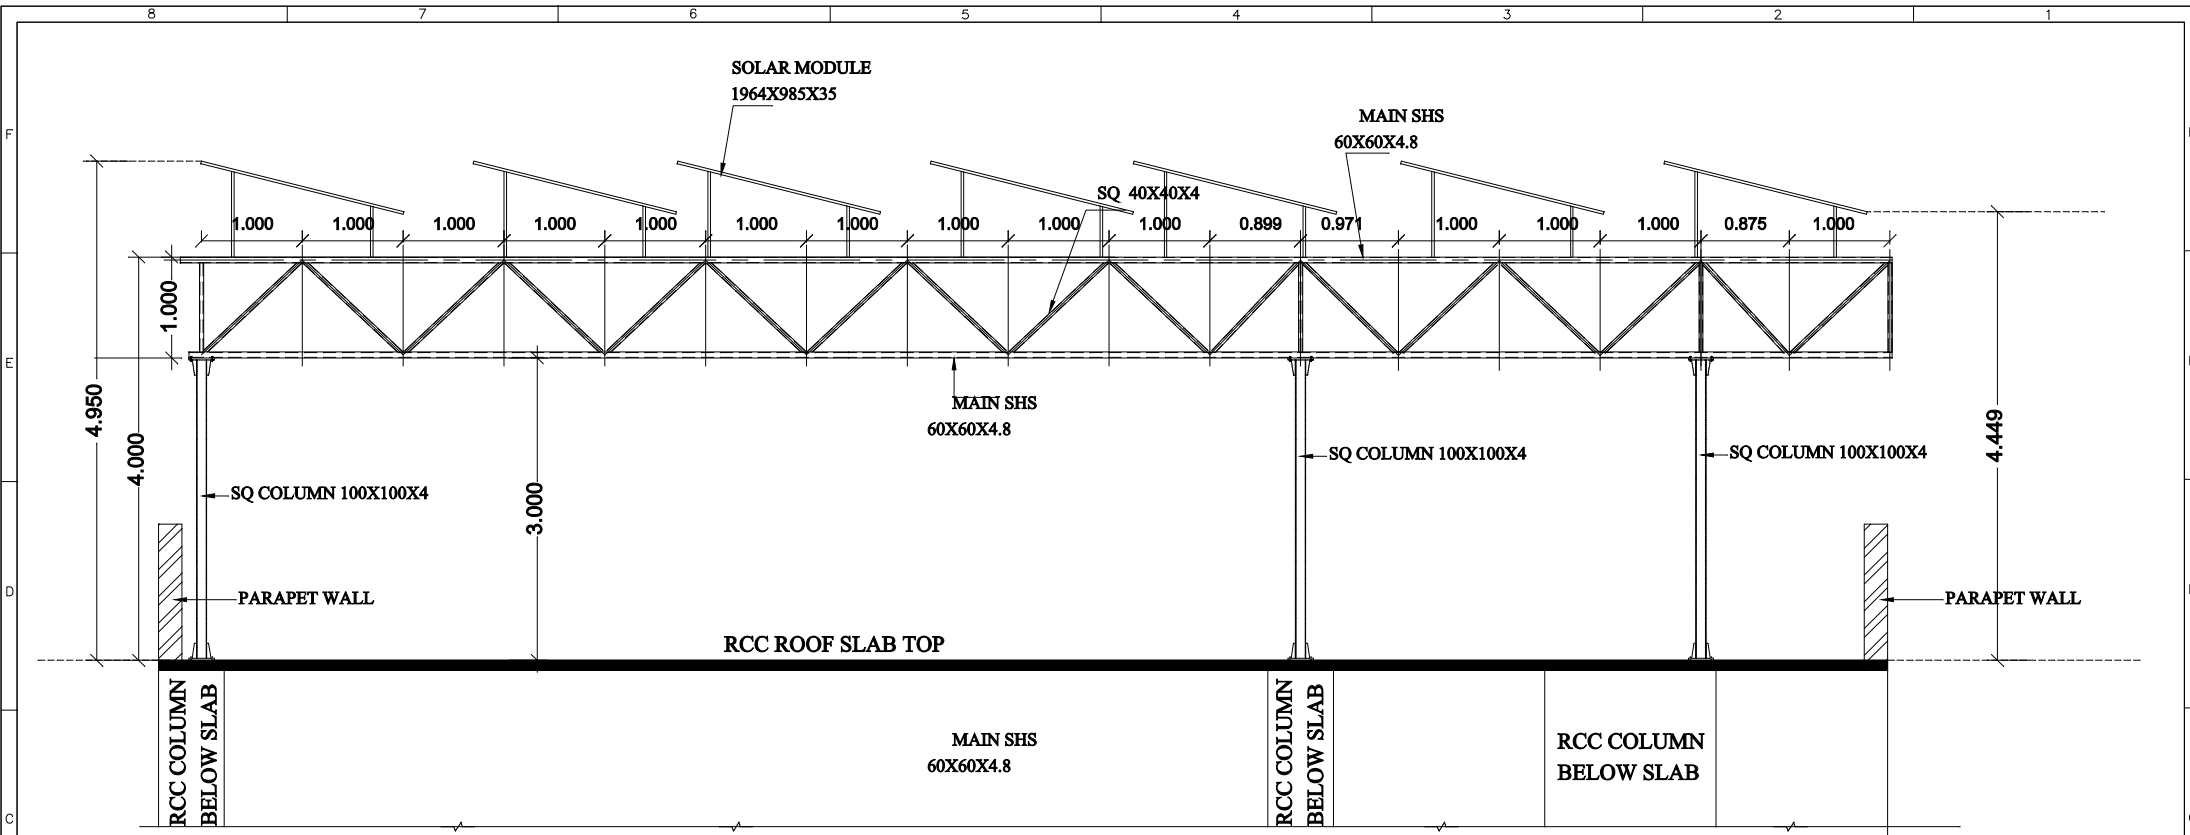 8 7 6 5 4 3 2 1
SOLAR MODULE
1964X985X35
MAIN SHS
60X60X4.8
F
SQ 40X40X4
1.000 1.000 1.000 1.000 1.000 1.000 1.000 1.000 1.000 1.000 0.899 0.971 1.000 1.000 1.000 0.875 1.000
1.000
E
4.950
4.000
3.000
4.449
MAIN SHS
60X60X4.8
SQ COLUMN 100X100X4
SQ COLUMN 100X100X4
SQ COLUMN 100X100X4
D
PARAPET WALL
PARAPET WALL
RCC ROOF SLAB TOP
RCC COLUMN
BELOW SLAB
MAIN SHS
60X60X4.8
RCC COLUMN
BELOW SLAB
RCC COLUMN
BELOW SLAB
C